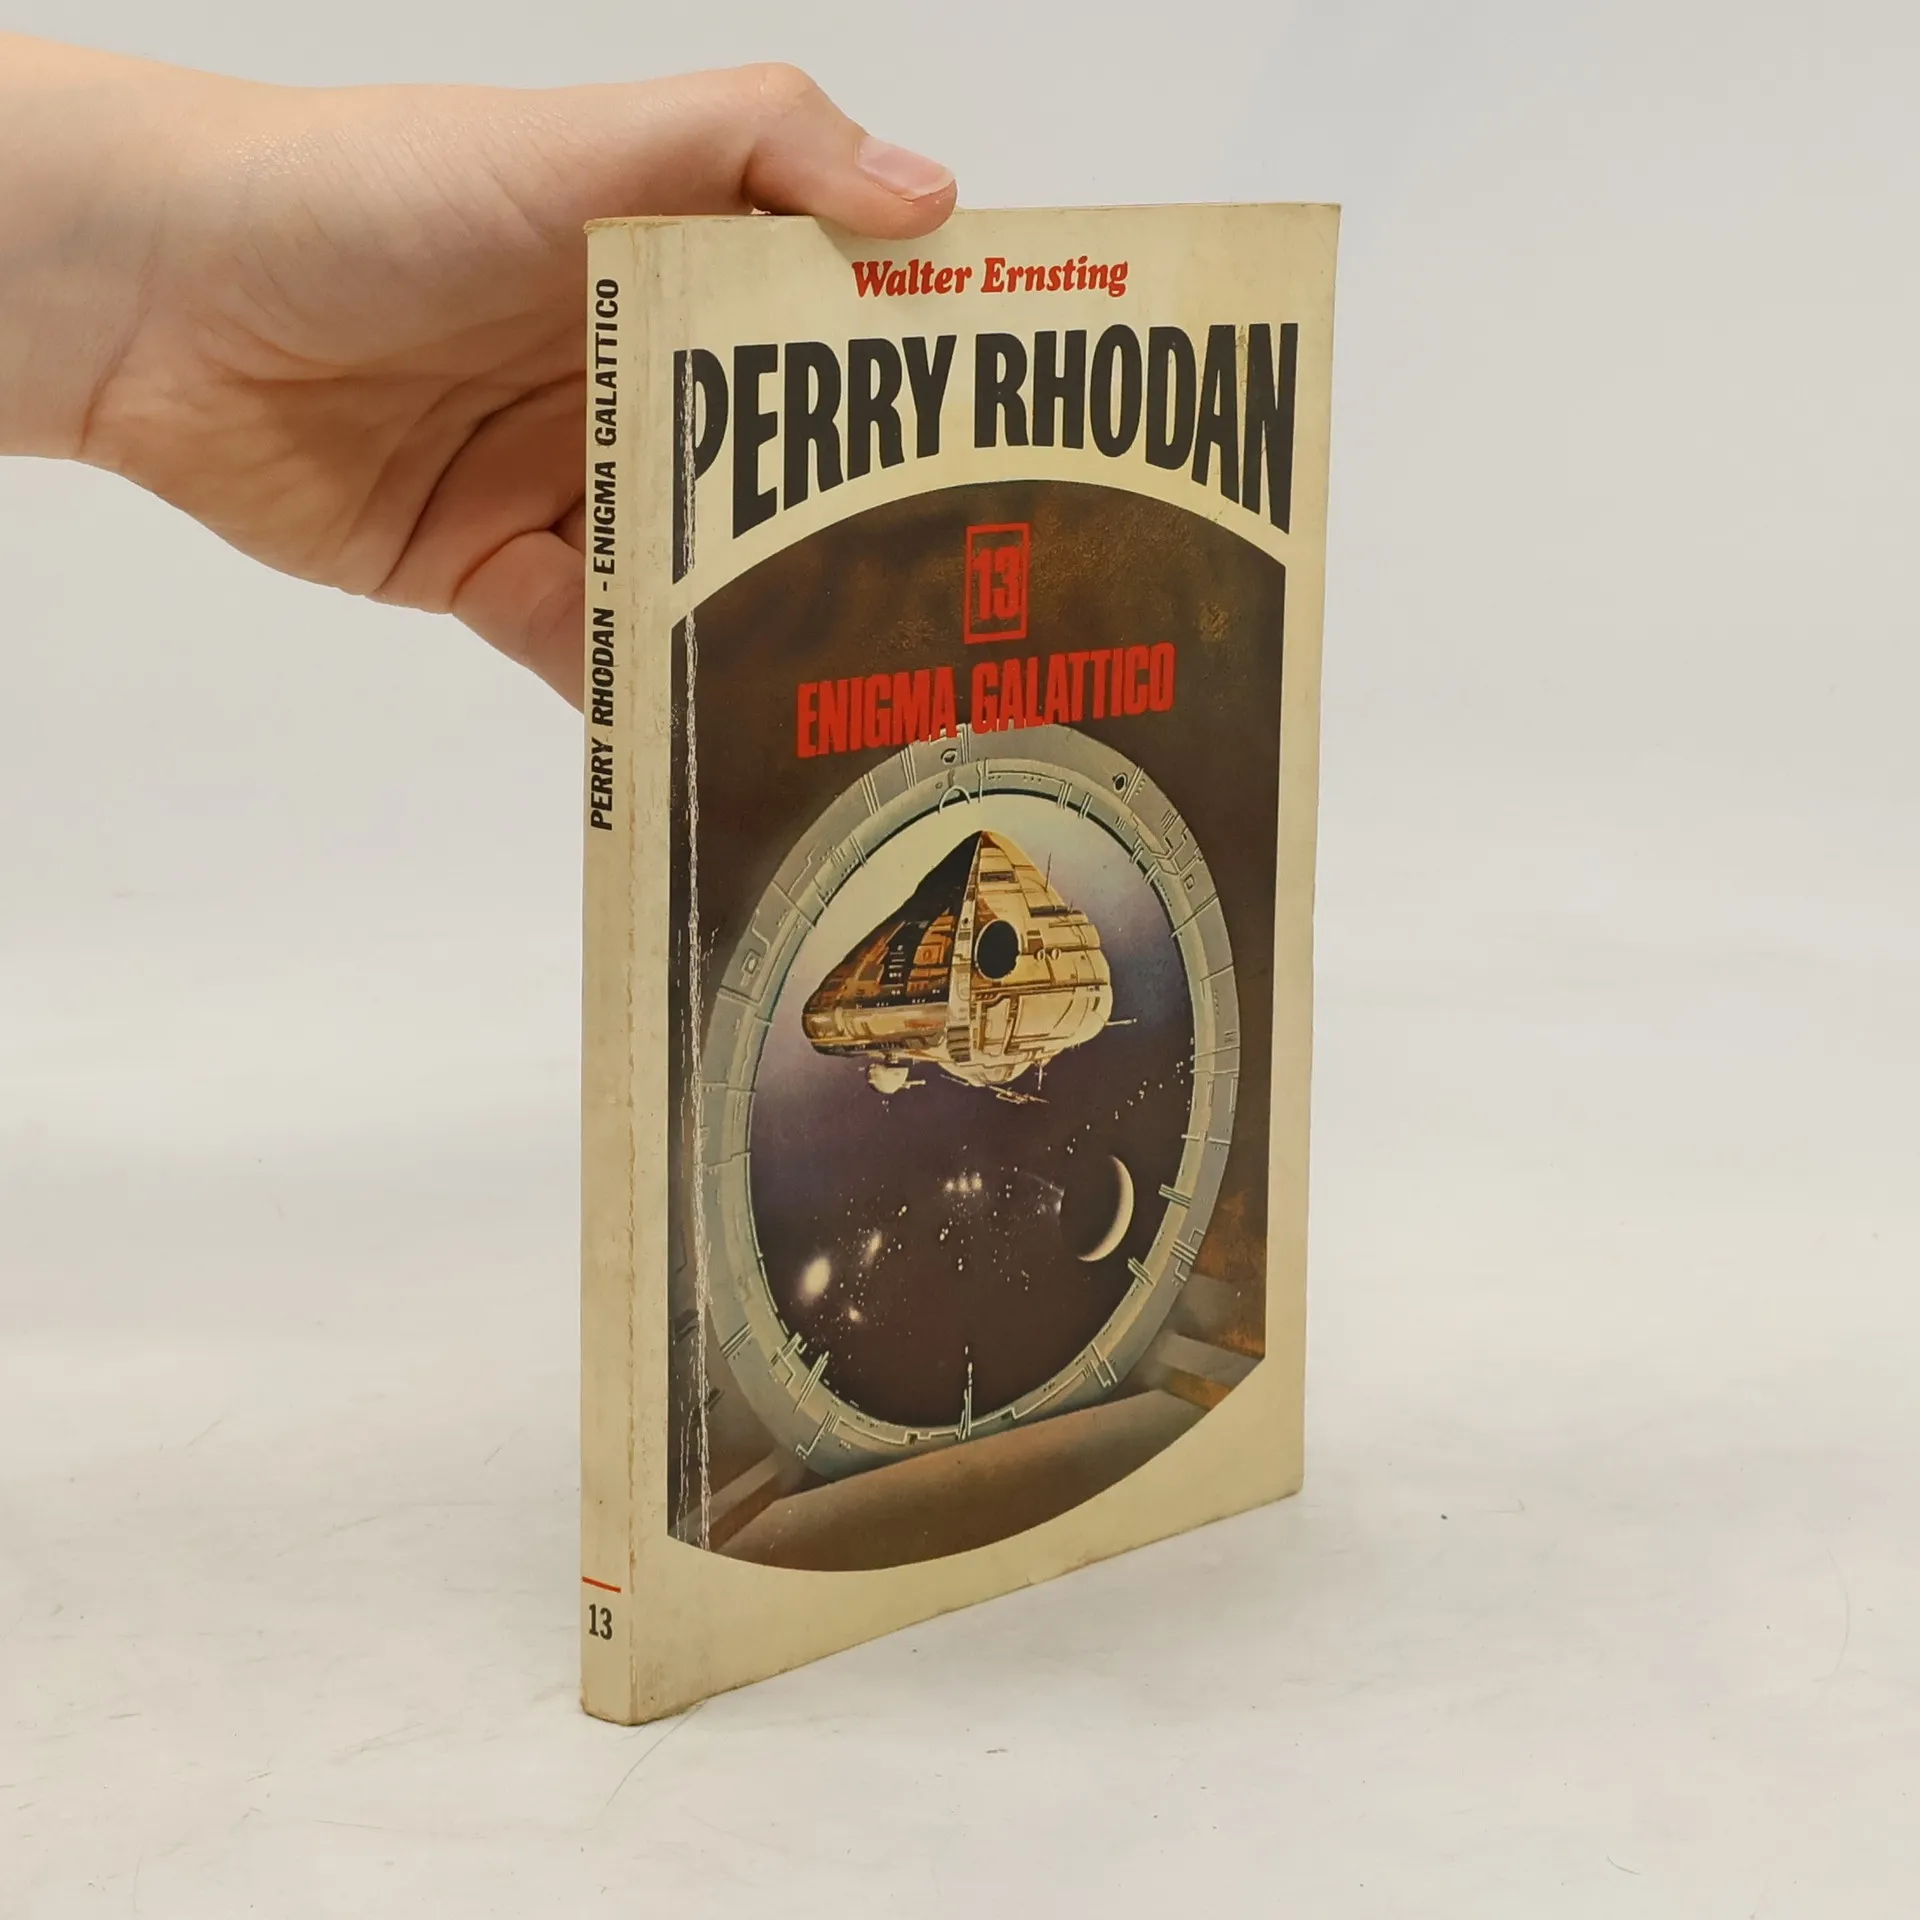 Walter Ernsting
PERRY RHODAN
13
ENIGMA GALATTICO
PERRY RHODAN - ENIGMA GALATTICO
13